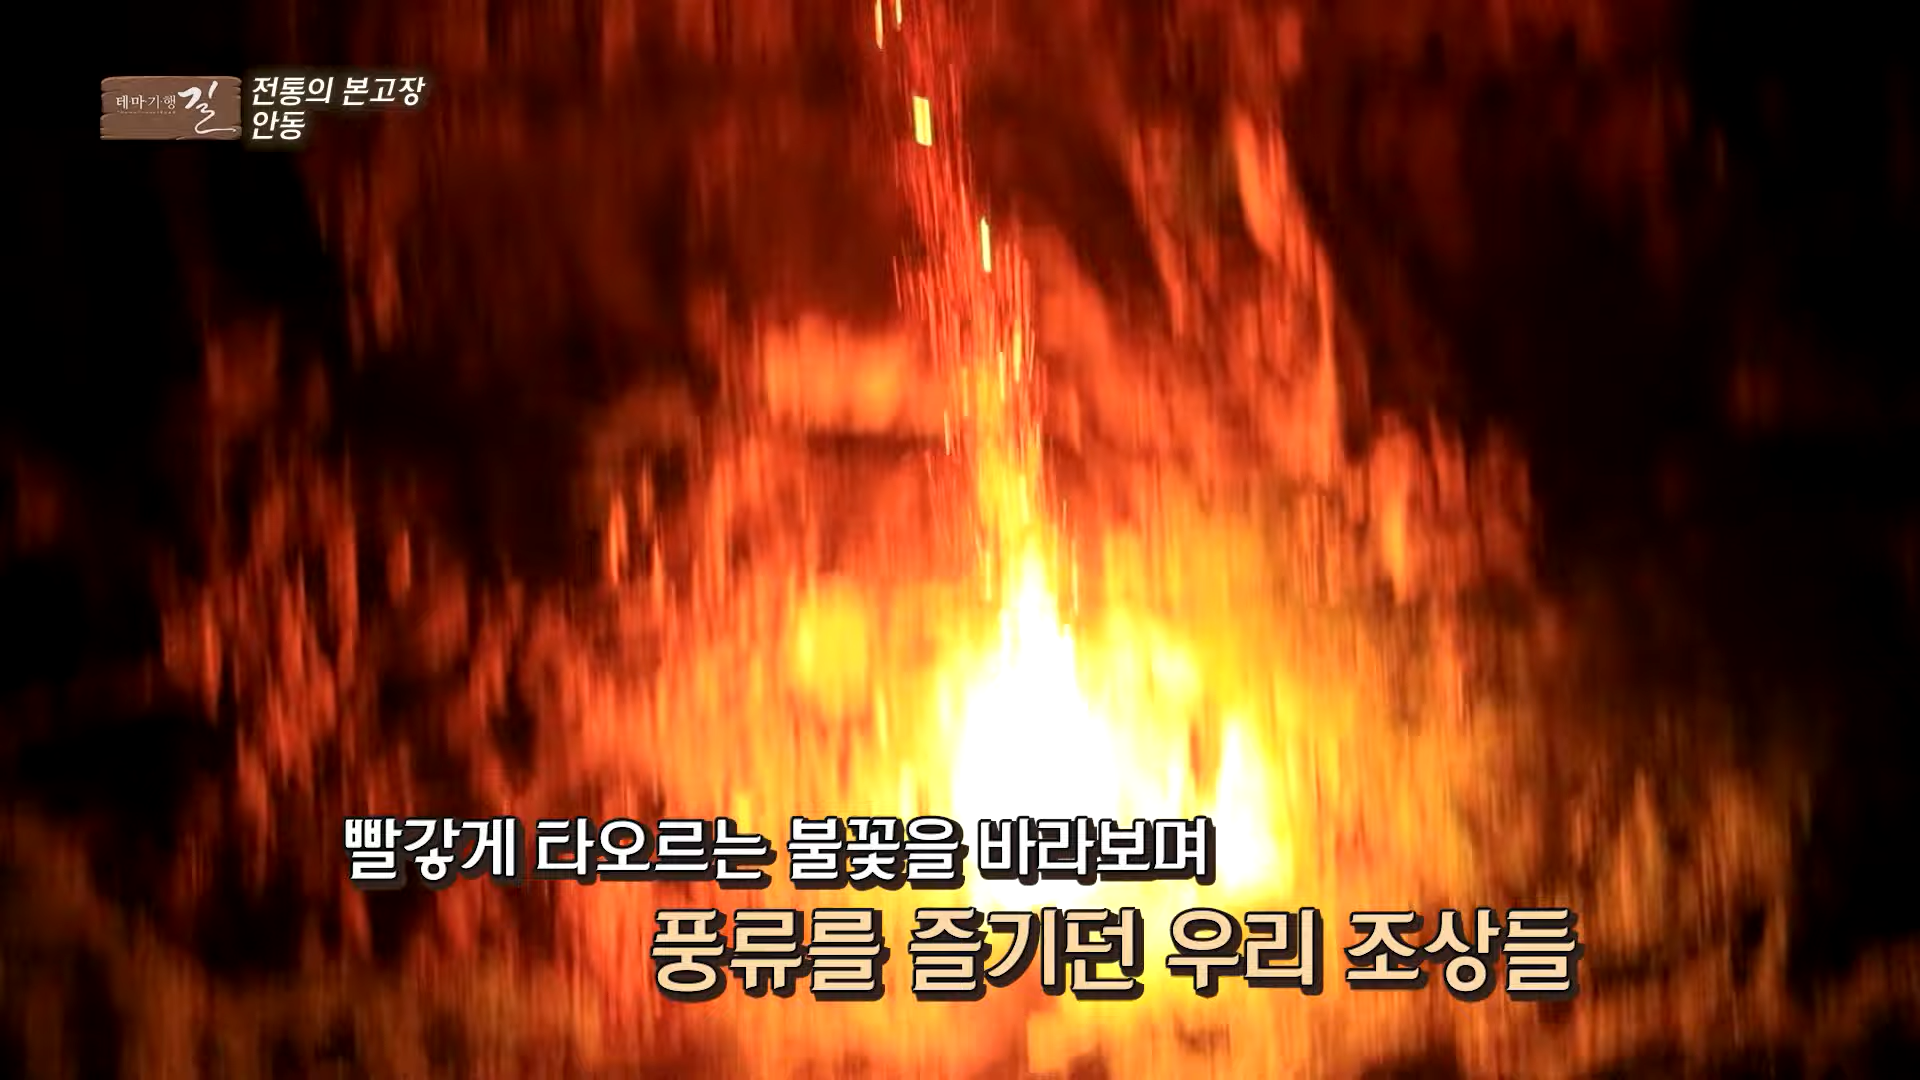 테마기행 길
전통의 본고장
안동
빨갛게 타오르는 불꽃을 바라보며
풍류를 즐기던 우리 조상들